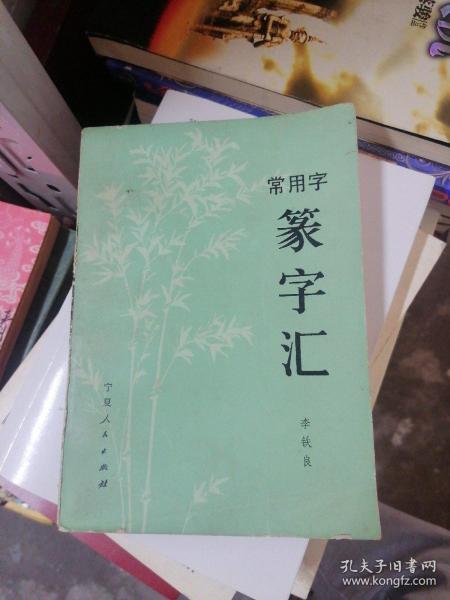 常用字
篆字汇
李铁良
宁夏人民出版社
孔夫子旧书网
www.kongfz.com